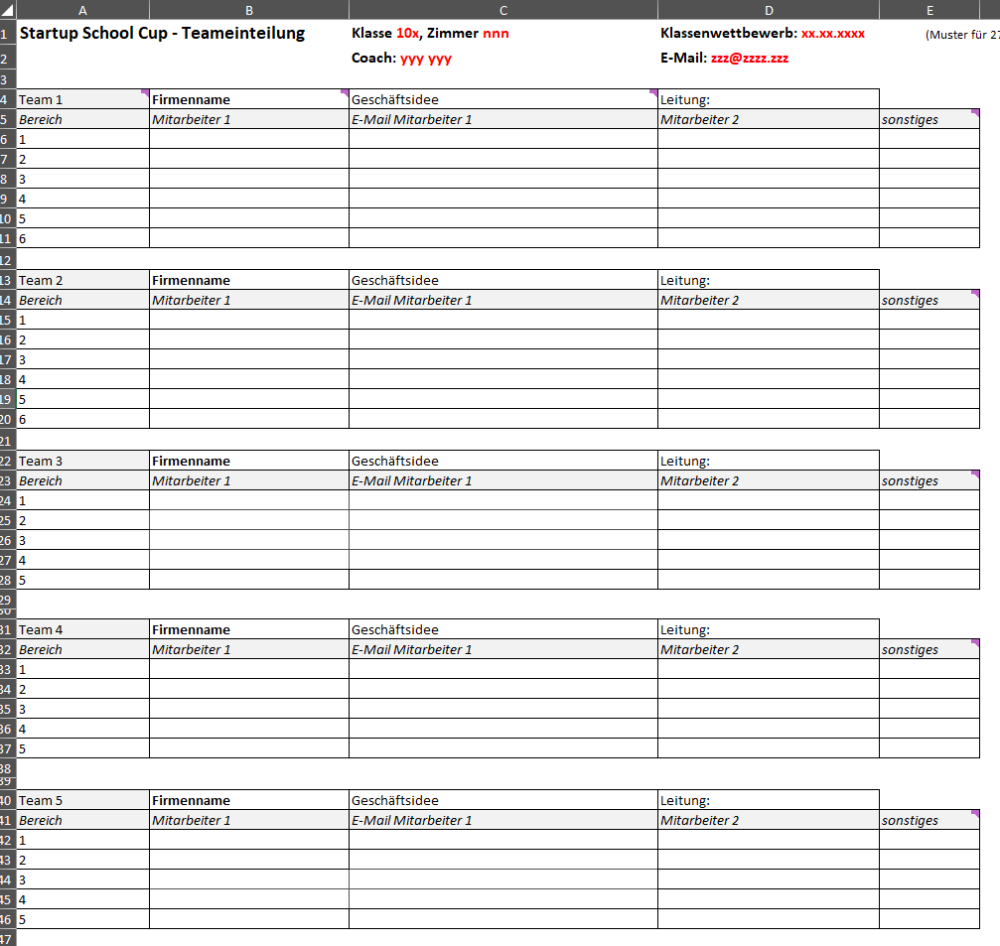 A B C D E
1 Startup School Cup - Teameinteilung Klasse 10x, Zimmer nnn Klassenwettbewerb: xx.xx.xxxx (Muster für 27
2 Coach: yyy yyy E-Mail: zzz@zzzz.zzz
3
4 Team 1 Firmenname Geschäftsidee Leitung:
5 Bereich Mitarbeiter 1 E-Mail Mitarbeiter 1 Mitarbeiter 2 sonstiges
6 1
7 2
8 3
9 4
10 5
11 6
12
13 Team 2 Firmenname Geschäftsidee Leitung:
14 Bereich Mitarbeiter 1 E-Mail Mitarbeiter 1 Mitarbeiter 2 sonstiges
15 1
16 2
17 3
18 4
19 5
20 6
21
22 Team 3 Firmenname Geschäftsidee Leitung:
23 Bereich Mitarbeiter 1 E-Mail Mitarbeiter 1 Mitarbeiter 2 sonstiges
24 1
25 2
26 3
27 4
28 5
29
30
31 Team 4 Firmenname Geschäftsidee Leitung:
32 Bereich Mitarbeiter 1 E-Mail Mitarbeiter 1 Mitarbeiter 2 sonstiges
33 1
34 2
35 3
36 4
37 5
38
39
40 Team 5 Firmenname Geschäftsidee Leitung:
41 Bereich Mitarbeiter 1 E-Mail Mitarbeiter 1 Mitarbeiter 2 sonstiges
42 1
43 2
44 3
45 4
46 5
47